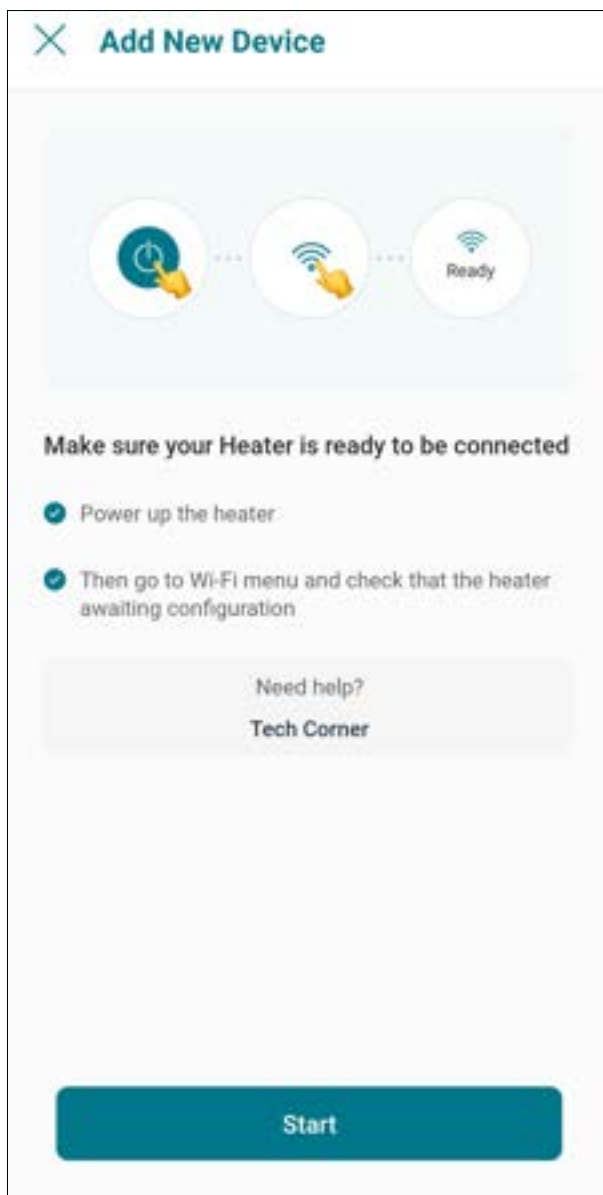 Add New Device
Ready
Make sure your Heater is ready to be connected
Power up the heater
Then go to Wi-Fi menu and check that the heater
awaiting configuration
Need help?
Tech Corner
Start